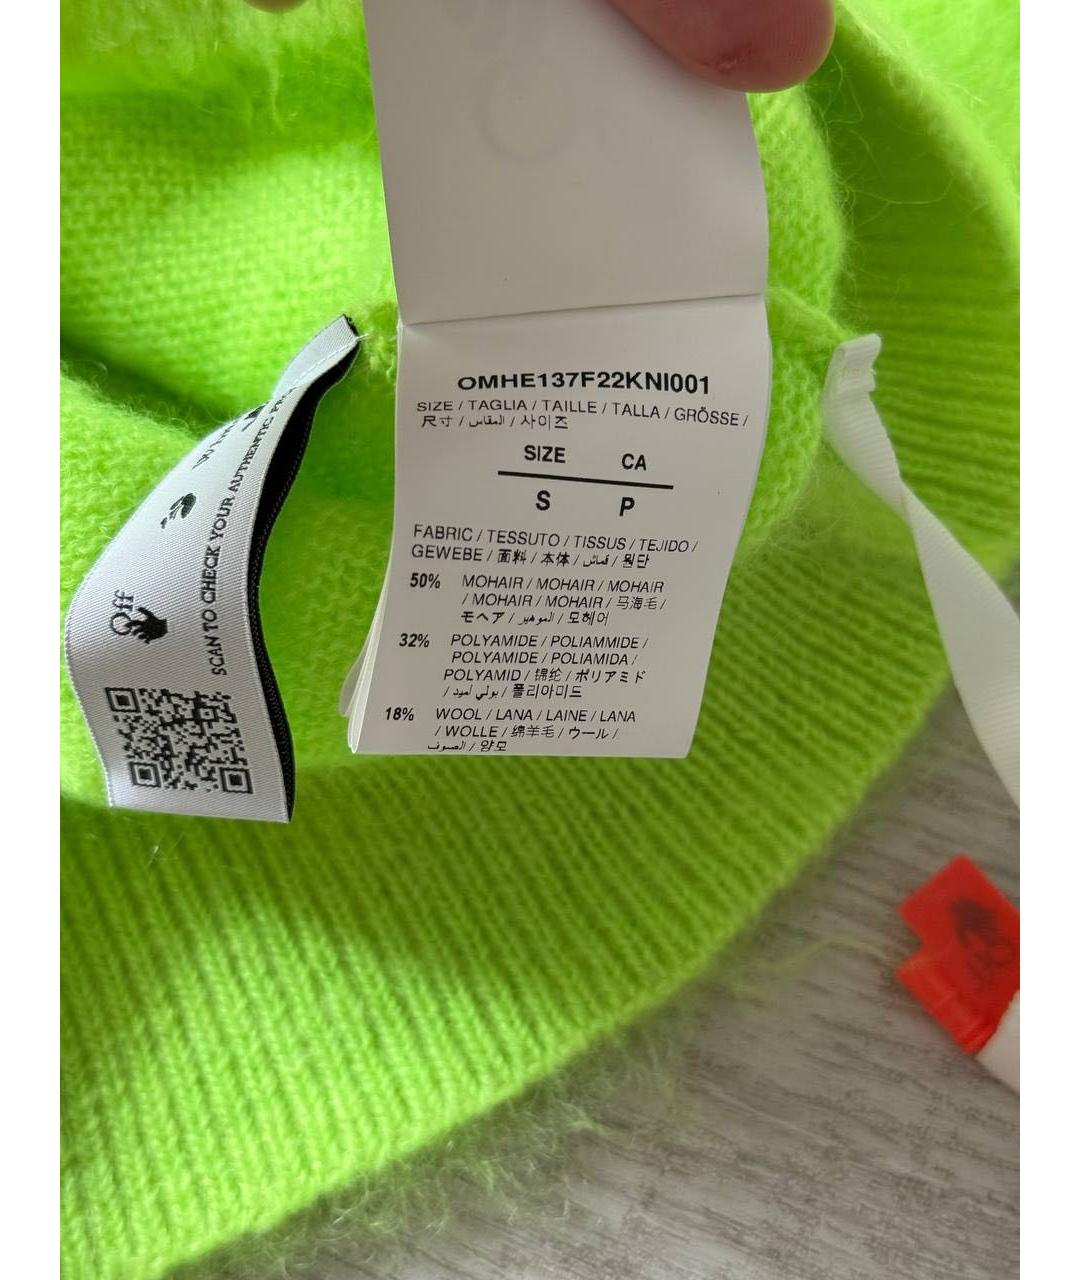 OMHE137F22KNI001
SIZE / TAGLIA / TAILLE / TALLA / GRÖSSE /
尺寸 / المقاس / 사이즈
SIZE CA
S P
FABRIC / TESSUTO / TISSUS / TEJIDO /
GEWEBE / 面料 / 本体 / قماش / 원단
50% MOHAIR / MOHAIR / MOHAIR
/ MOHAIR / MOHAIR / 马海毛 /
モヘア / الموهير / 모헤어
32% POLYAMIDE / POLIAMMIDE /
POLYAMIDE / POLIAMIDA /
POLYAMID / 锦纶 / ポリアミド
/ بولي أميد / 폴리아미드
18% WOOL / LANA / LAINE / LANA
/ WOLLE / 绵羊毛 / ウール /
الصوف / 양모
Off
SCAN TO CHECK YOUR AUTHENTIC
Off